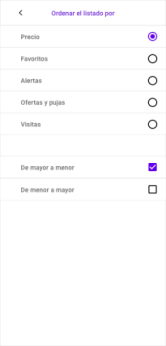 Ordenar el listado por
Precio
Favoritos
Alertas
Ofertas y pujas
Visitas
De mayor a menor
De menor a mayor